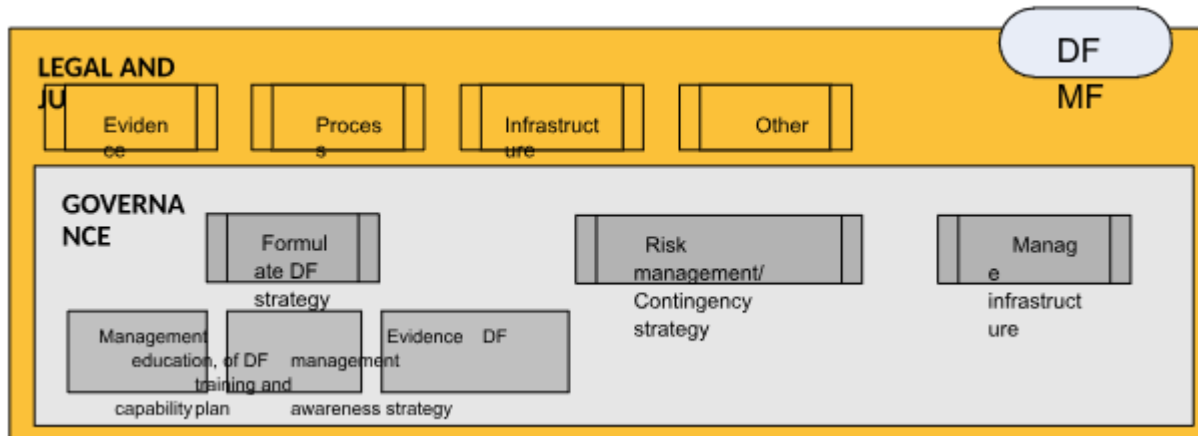 DF
MF
LEGAL AND
JU
Eviden
ce
Proces
s
Infrastruct
ure
Other
GOVERNA
NCE
Formul
ate DF
strategy
Risk
management/
Contingency
strategy
Manag
e
infrastruct
ure
Management Evidence DF
education, of DF management
training and
capability plan awareness strategy